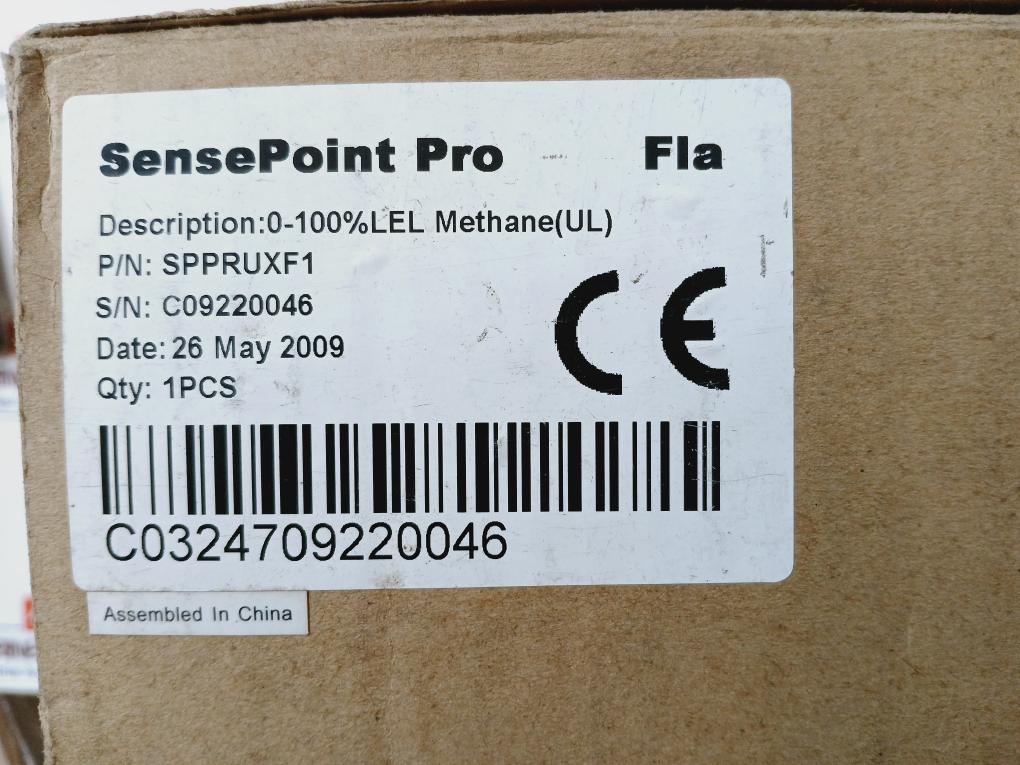 SensePoint Pro Fla
Description:0-100%LEL Methane(UL)
P/N: SPPRUXF1
S/N: C09220046
Date: 26 May 2009
Qty: 1PCS
CE
C0324709220046
Assembled In China